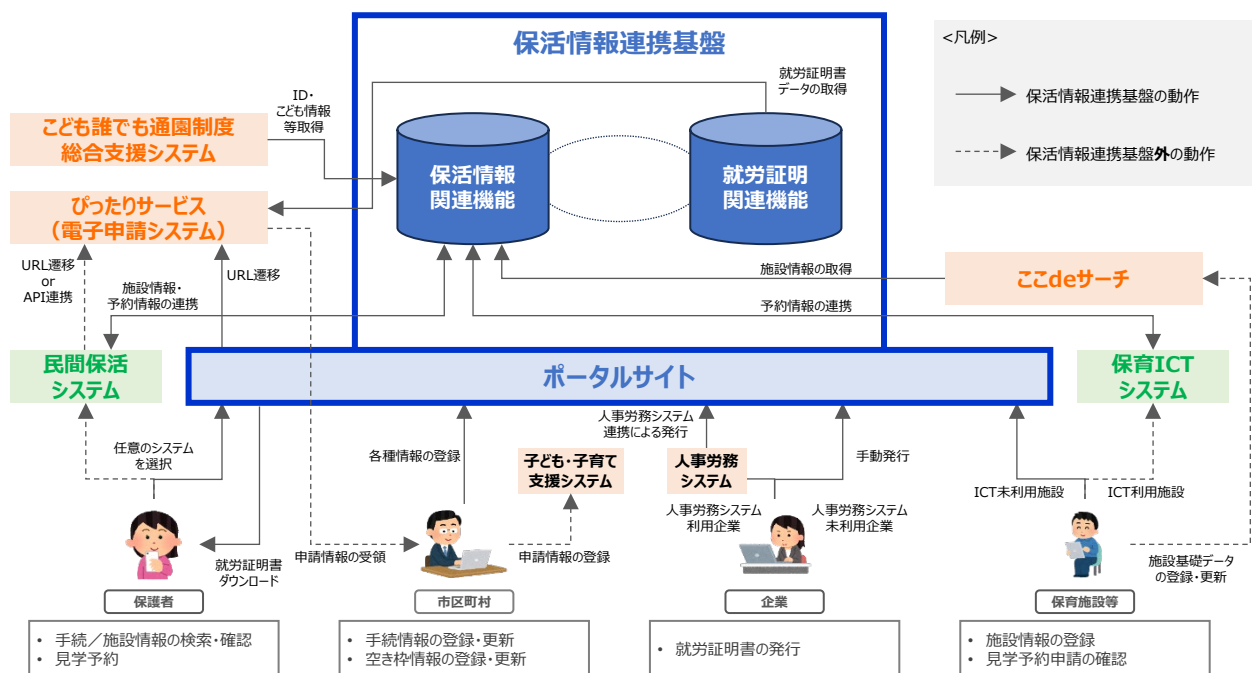 保活情報連携基盤
<凡例>
保活情報連携基盤の動作
保活情報連携基盤外の動作
就労証明書
データの取得
ID・
こども情報
等取得
こども誰でも通園制度
総合支援システム
保活情報
関連機能
就労証明
関連機能
ぴったりサービス
（電子申請システム）
URL遷移
or
API連携
施設情報・
予約情報の連携
URL遷移
施設情報の取得
ここdeサーチ
予約情報の連携
民間保活
システム
ポータルサイト
保育ICT
システム
任意のシステム
を選択
各種情報の登録
子ども・子育て
支援システム
人事労務システム
連携による発行
人事労務
システム
手動発行
人事労務システム
利用企業
人事労務システム
未利用企業
ICT未利用施設
ICT利用施設
就労証明書
ダウンロード
申請情報の受領
申請情報の登録
施設基礎データ
の登録・更新
保護者
市区町村
企業
保育施設等
• 手続／施設情報の検索・確認
• 見学予約
• 手続情報の登録・更新
• 空き枠情報の登録・更新
• 就労証明書の発行
• 施設情報の登録
• 見学予約申請の確認